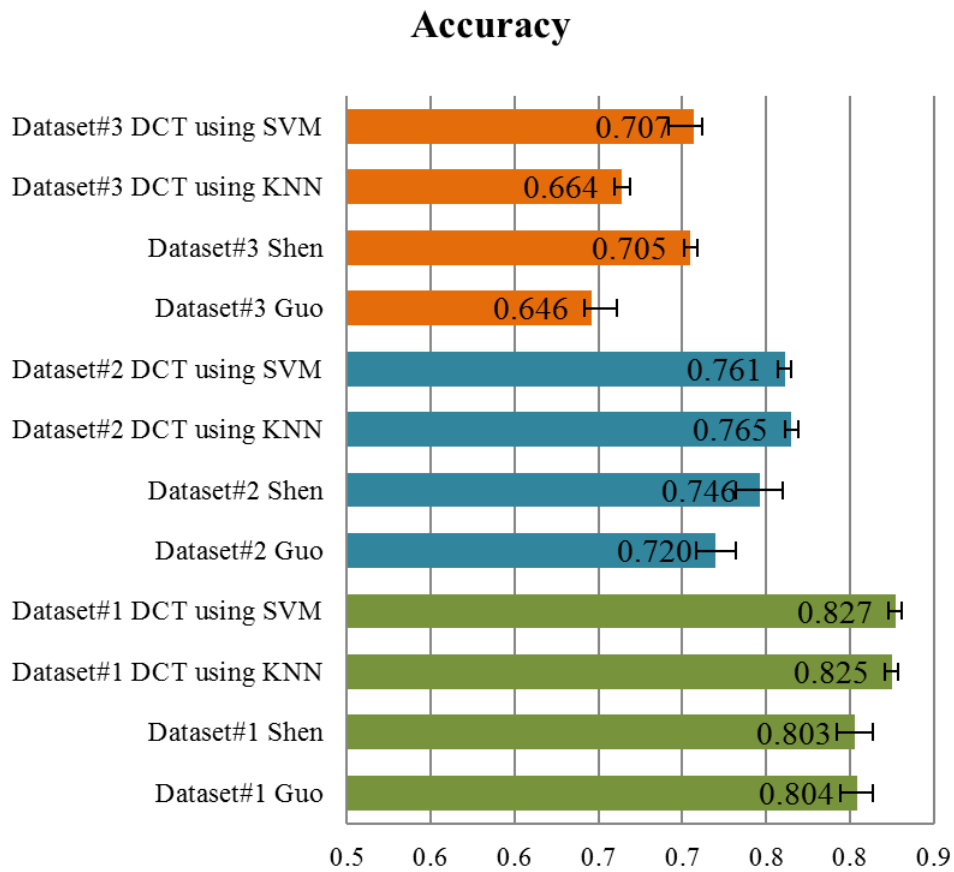 Accuracy
Dataset#3 DCT using SVM 0.707
Dataset#3 DCT using KNN 0.664
Dataset#3 Shen 0.705
Dataset#3 Guo 0.646
Dataset#2 DCT using SVM 0.761
Dataset#2 DCT using KNN 0.765
Dataset#2 Shen 0.746
Dataset#2 Guo 0.720
Dataset#1 DCT using SVM 0.827
Dataset#1 DCT using KNN 0.825
Dataset#1 Shen 0.803
Dataset#1 Guo 0.804
0.5 0.6 0.6 0.7 0.7 0.8 0.8 0.9